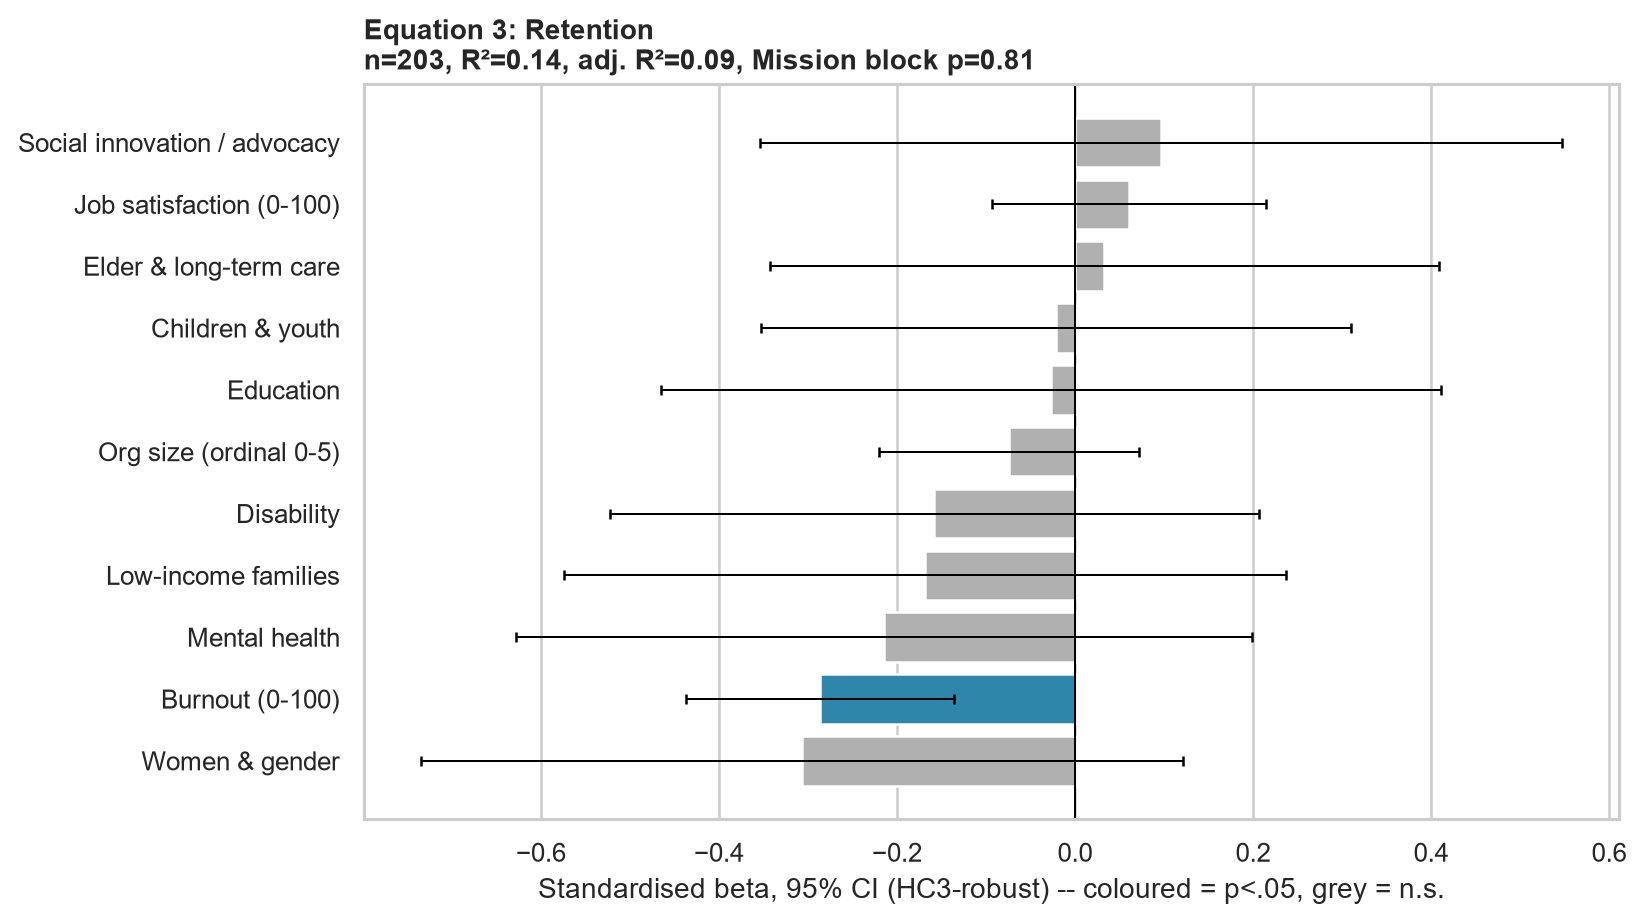 Equation 3: Retention
n=203, R²=0.14, adj. R²=0.09, Mission block p=0.81
Social innovation / advocacy
Job satisfaction (0-100)
Elder & long-term care
Children & youth
Education
Org size (ordinal 0-5)
Disability
Low-income families
Mental health
Burnout (0-100)
Women & gender
−0.6 −0.4 −0.2 0.0 0.2 0.4 0.6
Standardised beta, 95% CI (HC3-robust) -- coloured = p<.05, grey = n.s.